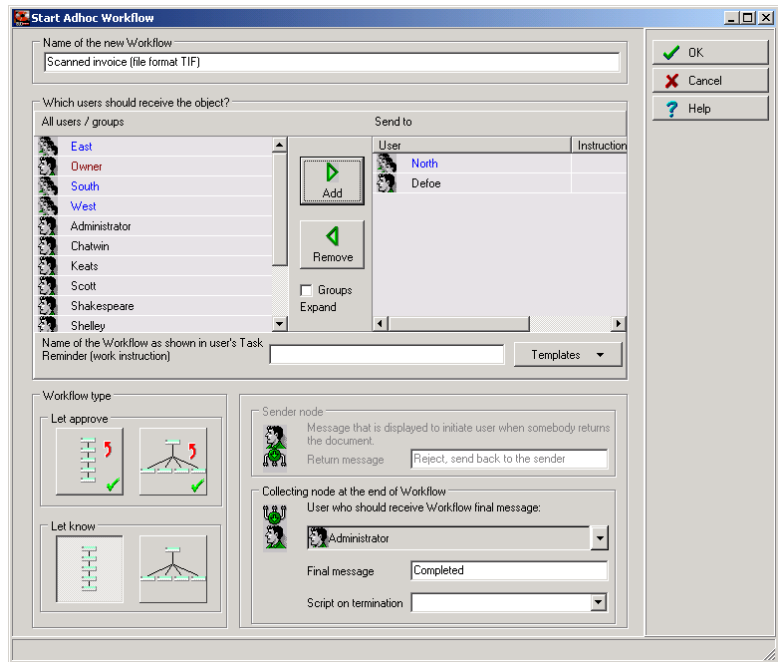 Start Adhoc Workflow
Name of the new Workflow
Scanned invoice (file format TIF)
OK
Cancel
Help
Which users should receive the object?
All users / groups
Send to
East
Owner
South
West
Administrator
Chatwin
Keats
Scott
Shakespeare
Shelley
Add
Remove
Groups
Expand
User Instruction
North
Defoe
Name of the Workflow as shown in user's Task
Reminder (work instruction)
Templates
Workflow type
Let approve
Let know
Sender node
Message that is displayed to initiate user when somebody returns
the document.
Return message Reject, send back to the sender
Collecting node at the end of Workflow
User who should receive Workflow final message:
Administrator
Final message Completed
Script on termination